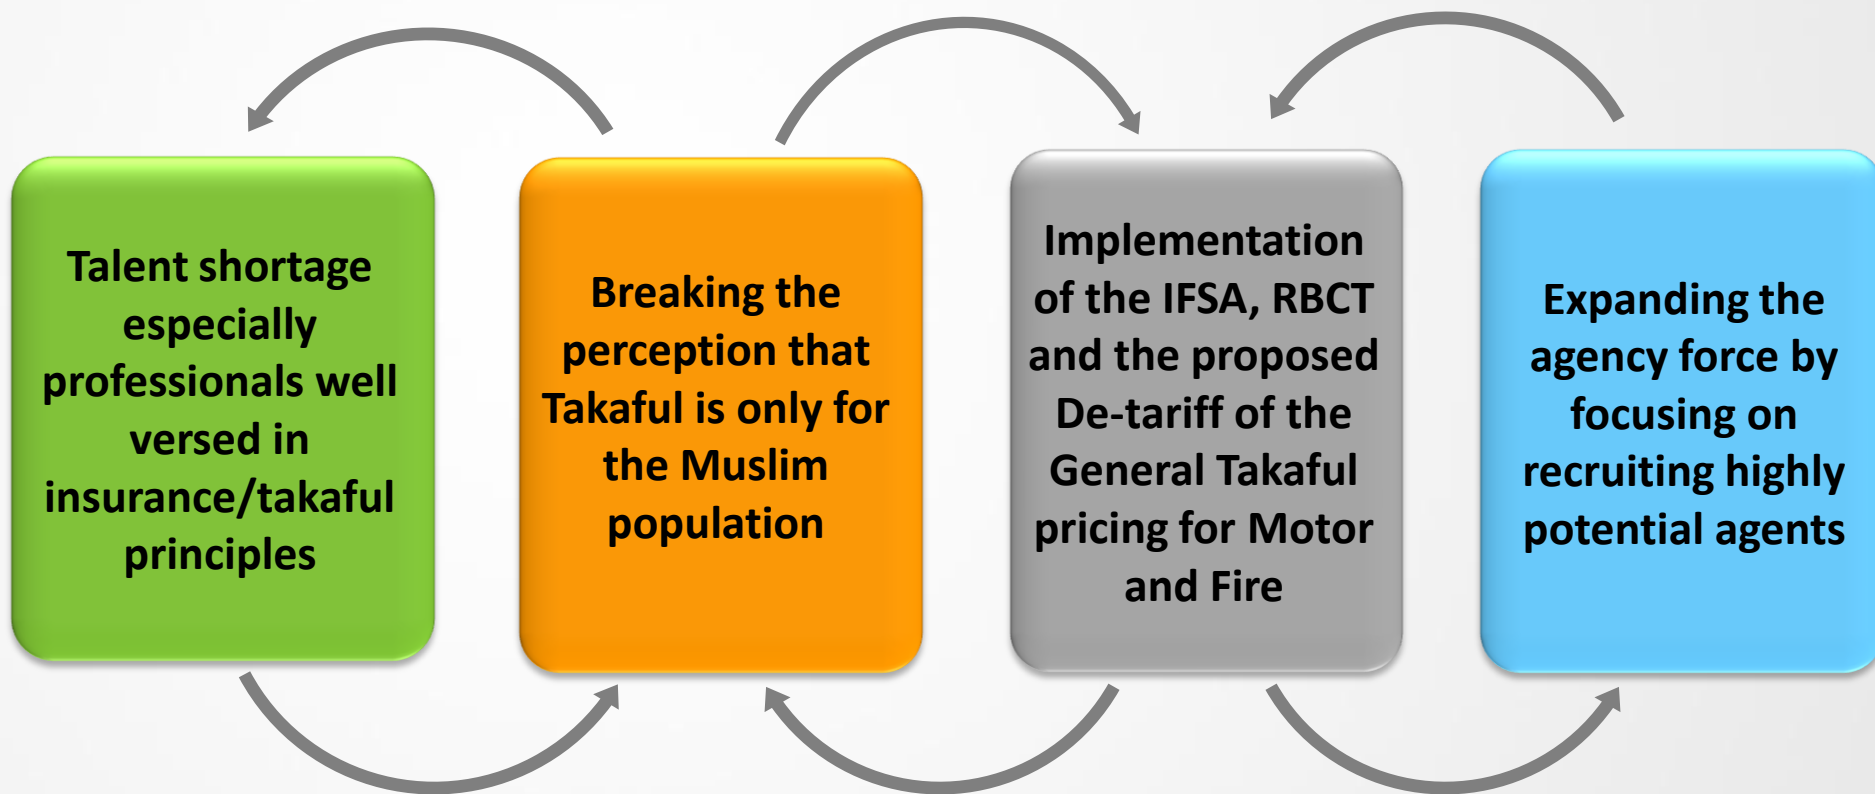 Talent shortage
especially
professionals well
versed in
insurance/takaful
principles
Breaking the
perception that
Takaful is only for
the Muslim
population
Implementation
of the IFSA, RBCT
and the proposed
De-tariff of the
General Takaful
pricing for Motor
and Fire
Expanding the
agency force by
focusing on
recruiting highly
potential agents